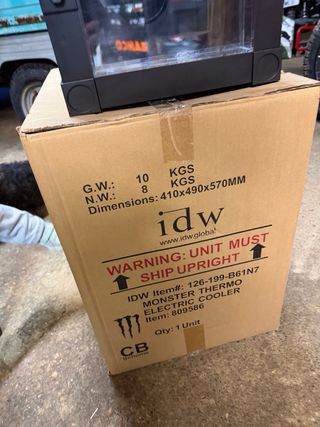 G.W.: 10 KGS
N.W.: 8 KGS
Dimensions: 410x490x570MM
idw
www.idw.global
WARNING: UNIT MUST
SHIP UPRIGHT
IDW Item#: 126-199-B61N7
MONSTER THERMO
ELECTRIC COOLER
Item: 809586
Qty: 1 Unit
CB